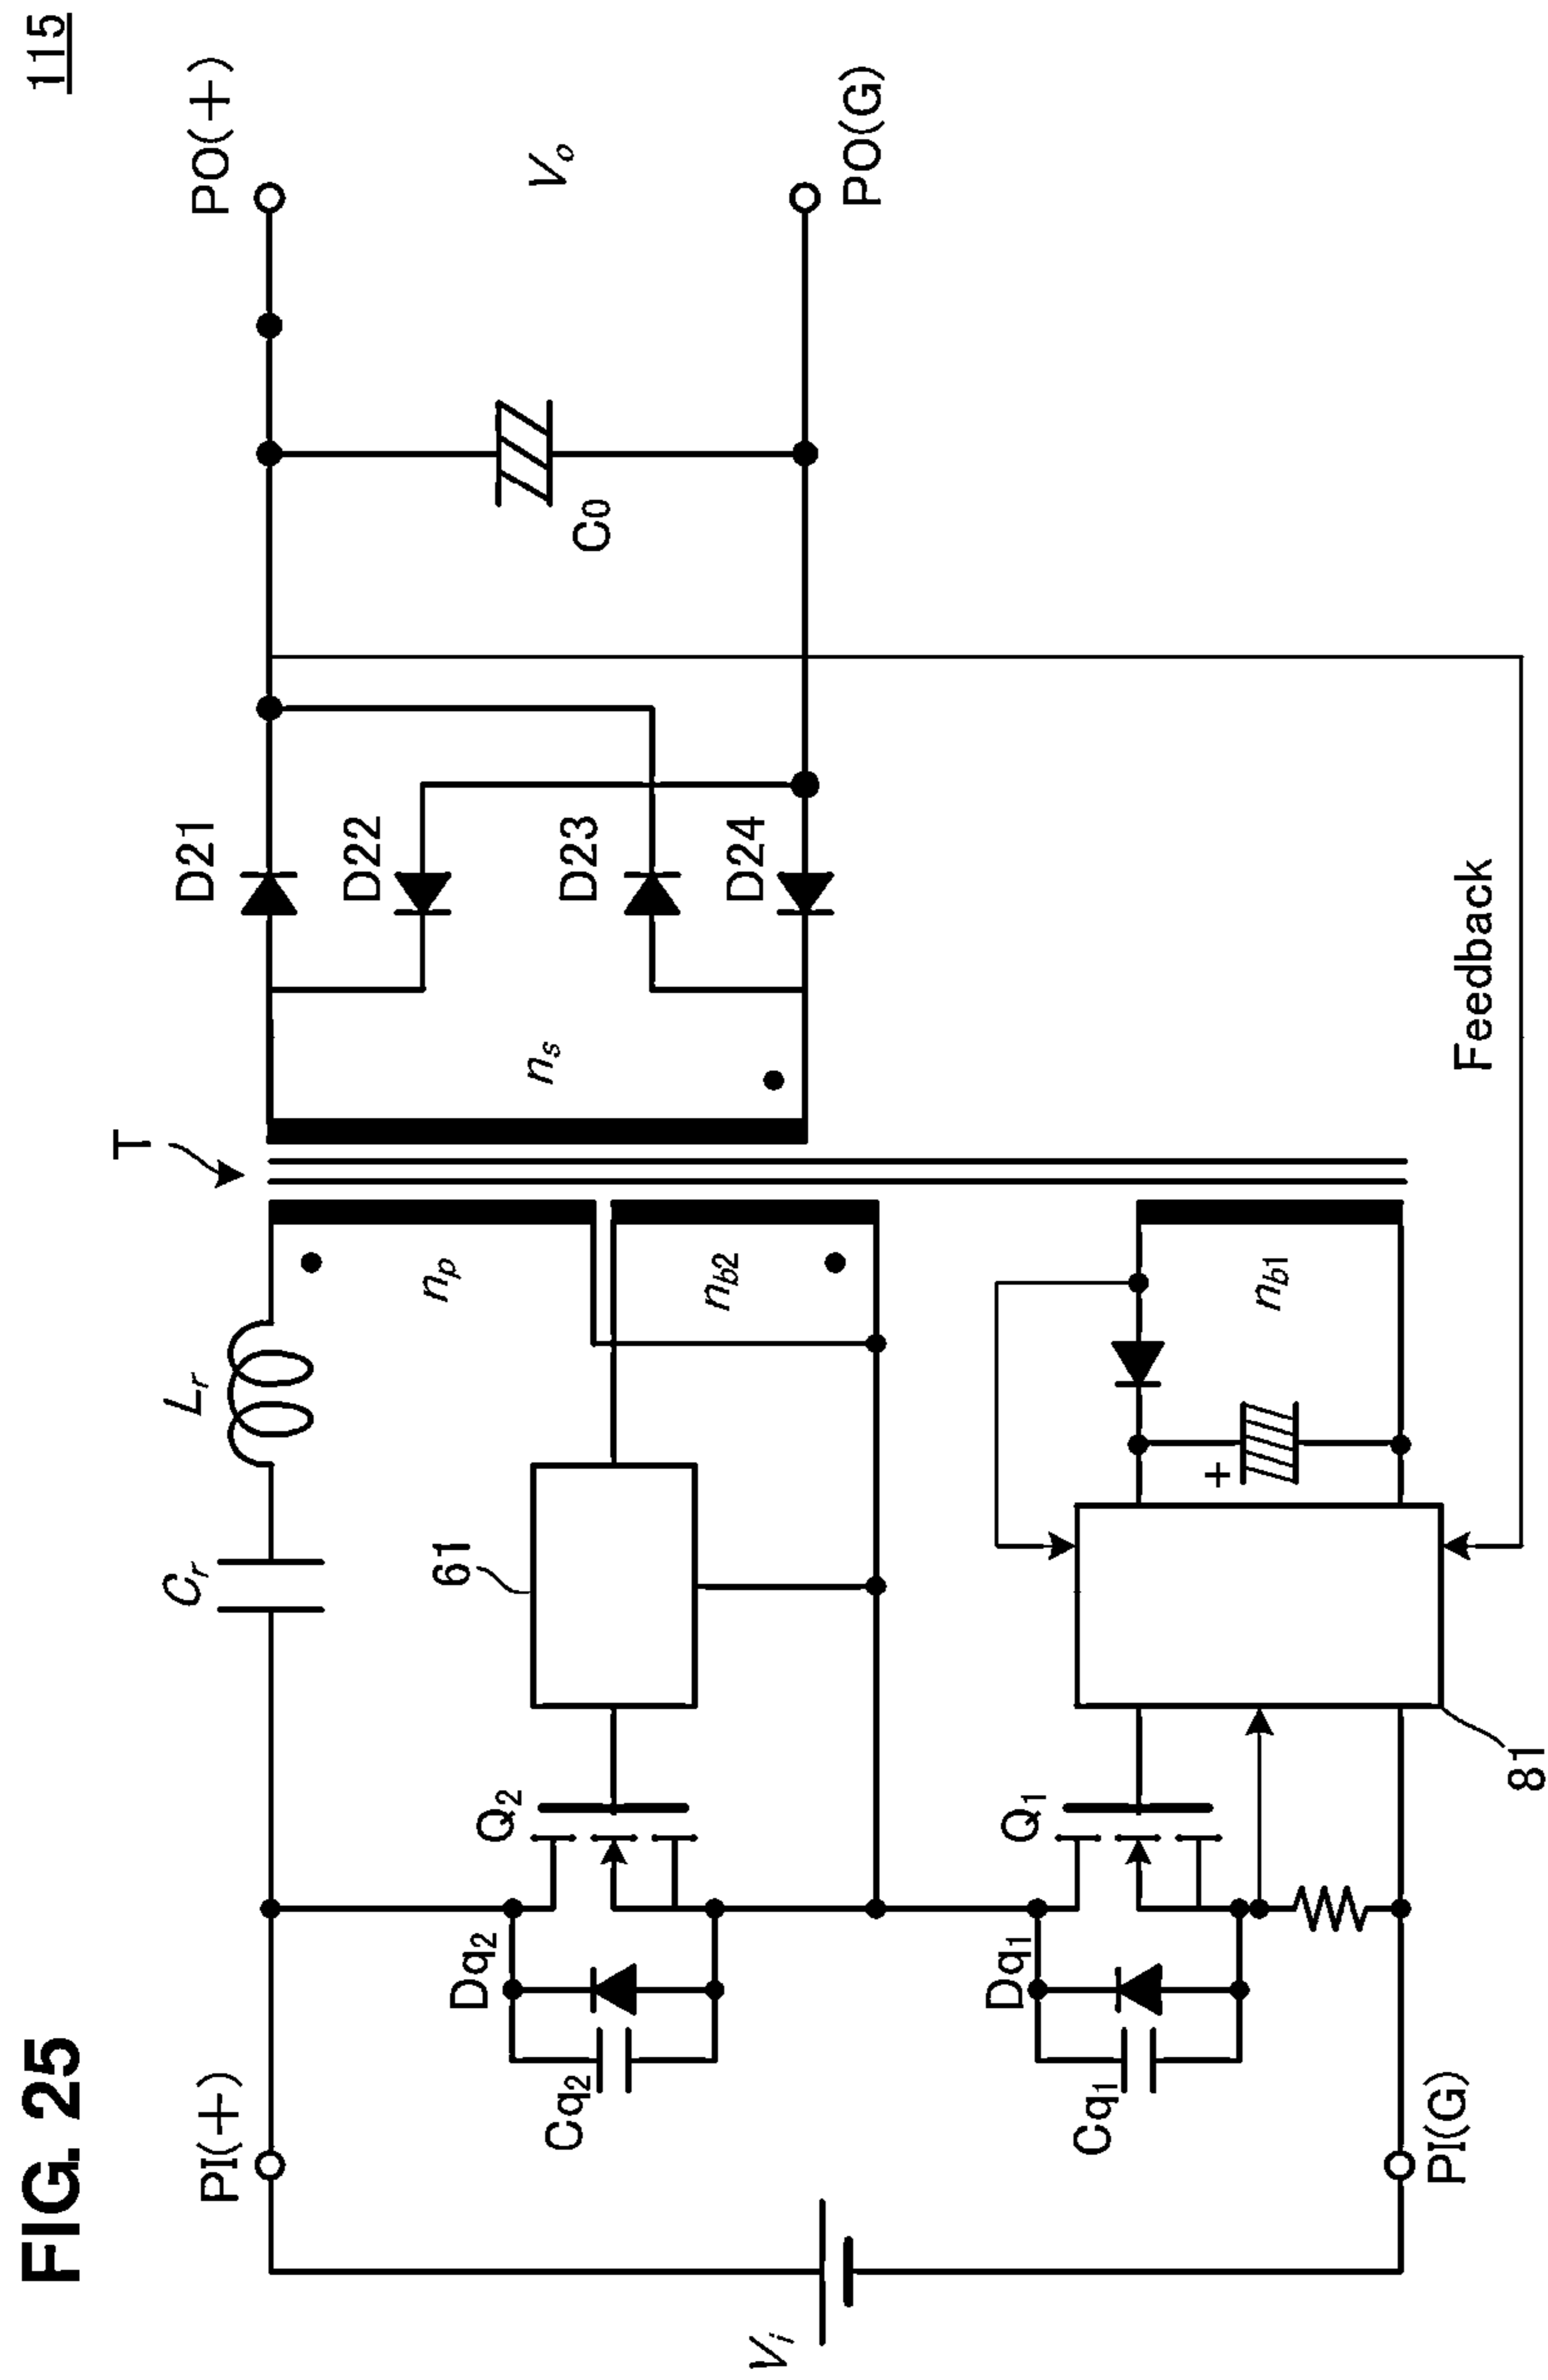 FIG. 25
115
PI(+)
Cr
Lr
T
D21
PO(+)
Q2
61
np
ns
D22
Dq2
Cq2
nb2
D23
C0
Vo
Vi
D24
PO(G)
Q1
Dq1
Cq1
+
nb1
PI(G)
81
Feedback